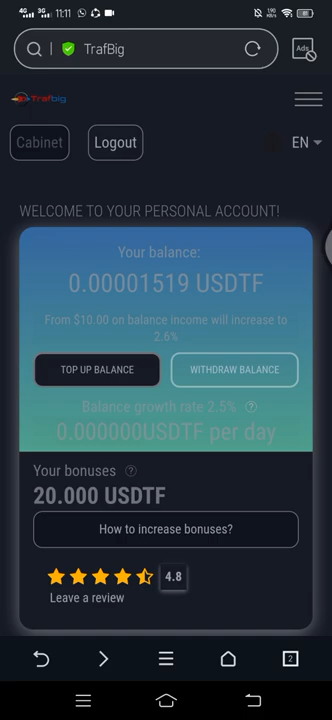 4G 3G 11:11 1.90 KB/s
TrafBig Ads
Trafbig
Cabinet Logout EN
WELCOME TO YOUR PERSONAL ACCOUNT!
Your balance:
0.00001519 USDTF
From $10.00 on balance income will increase to
2.6%
TOP UP BALANCE WITHDRAW BALANCE
Balance growth rate 2.5% ?
0.000000USDTF per day
Your bonuses ?
20.000 USDTF
How to increase bonuses?
4.8
Leave a review
2